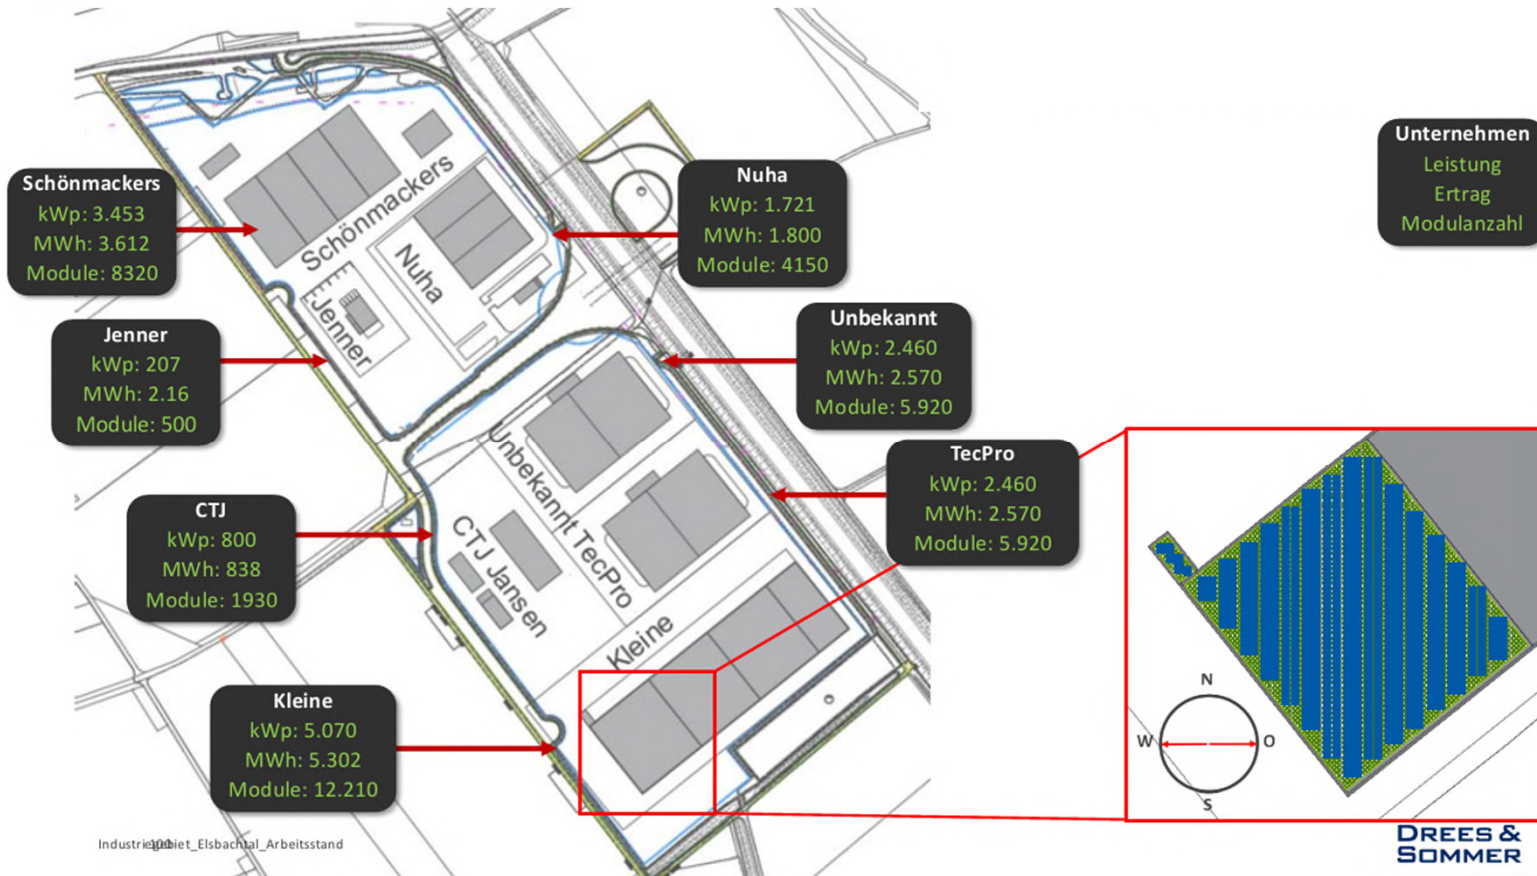 Unternehmen
Leistung
Ertrag
Modulanzahl
Schönmackers
kWp: 3.453
MWh: 3.612
Module: 8320
Nuha
kWp: 1.721
MWh: 1.800
Module: 4150
Jenner
kWp: 207
MWh: 2.16
Module: 500
Unbekannt
kWp: 2.460
MWh: 2.570
Module: 5.920
TecPro
kWp: 2.460
MWh: 2.570
Module: 5.920
CTJ
kWp: 800
MWh: 838
Module: 1930
Kleine
kWp: 5.070
MWh: 5.302
Module: 12.210
Schönmackers
Nuha
Jenner
Unbekannt TecPro
CTJ Jansen
Kleine
N
W O
S
Industriegebiet_Elsbachtal_Arbeitsstand
DREES &
SOMMER